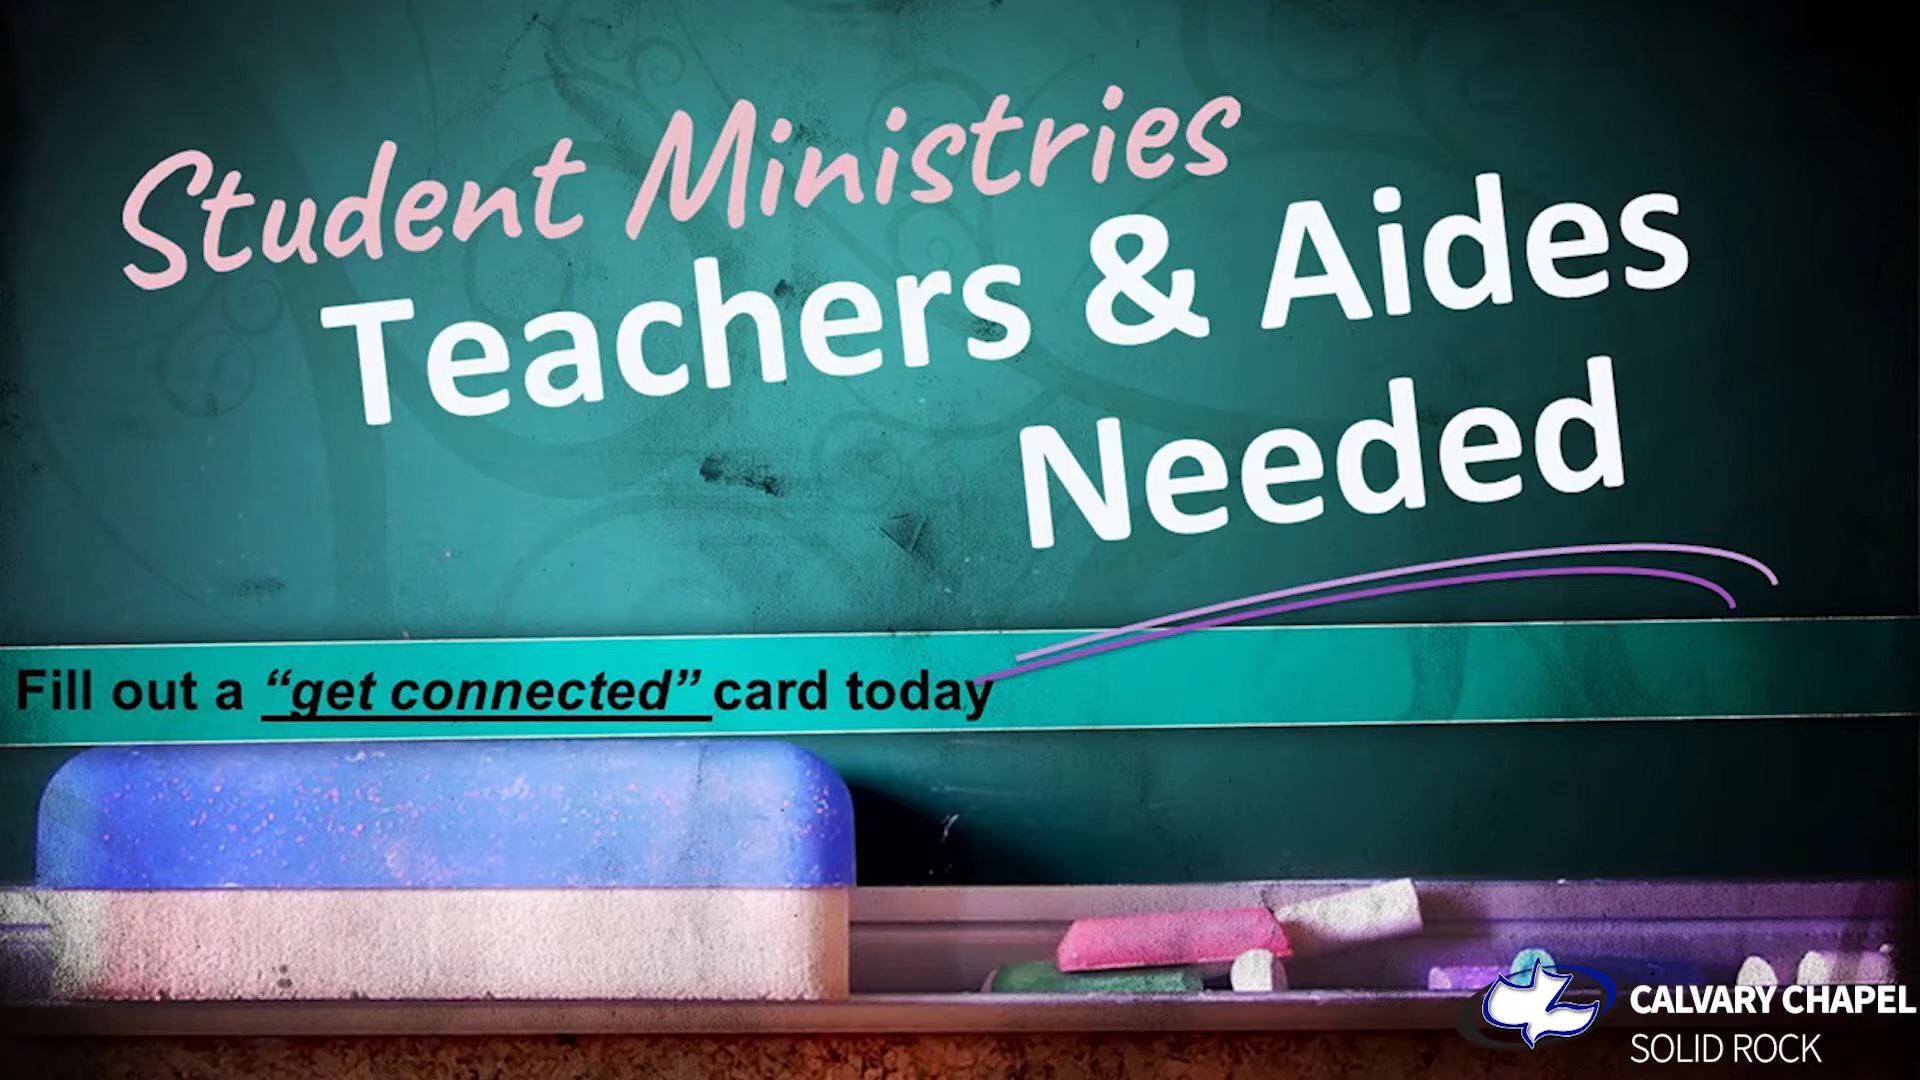 Student Ministries
Teachers & Aides
Needed
Fill out a “get connected” card today
CALVARY CHAPEL
SOLID ROCK